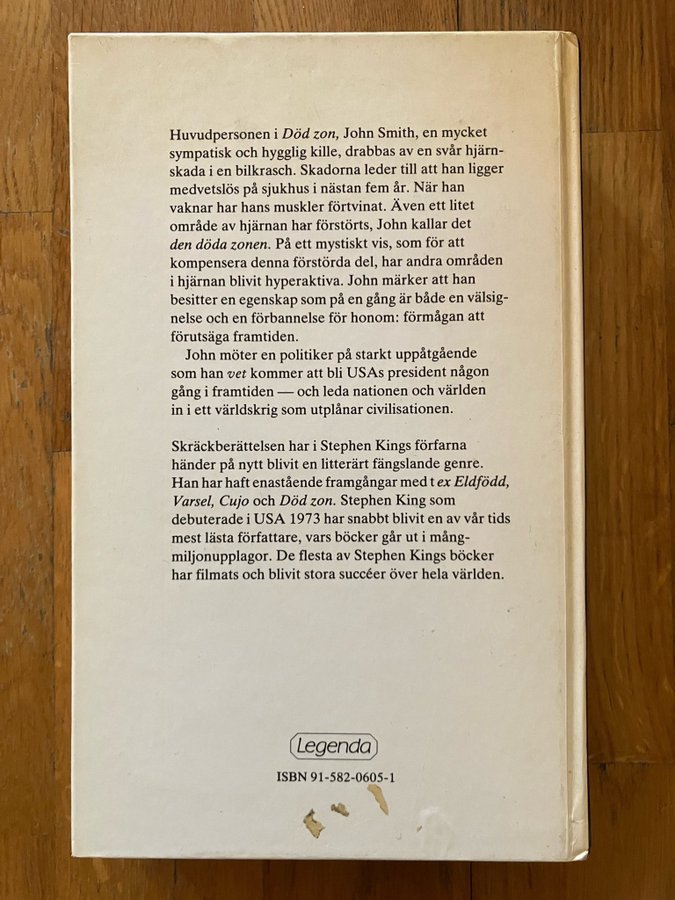 Huvudpersonen i Död zon, John Smith, en mycket
sympatisk och hygglig kille, drabbas av en svår hjärn-
skada i en bilkrasch. Skadorna leder till att han ligger
medvetslös på sjukhus i nästan fem år. När han
vaknar har hans muskler förtvinat. Även ett litet
område av hjärnan har förstörts, John kallar det
den döda zonen. På ett mystiskt vis, som för att
kompensera denna förstörda del, har andra områden
i hjärnan blivit hyperaktiva. John märker att han
besitter en egenskap som på en gång är både en välsig-
nelse och en förbannelse för honom: förmågan att
förutsäga framtiden.
John möter en politiker på starkt uppåtgående
som han vet kommer att bli USAs president någon
gång i framtiden — och leda nationen och världen
in i ett världskrig som utplånar civilisationen.
Skräckberättelsen har i Stephen Kings förfarna
händer på nytt blivit en litterärt fängslande genre.
Han har haft enastående framgångar med t ex Eldfödd,
Varsel, Cujo och Död zon. Stephen King som
debuterade i USA 1973 har snabbt blivit en av vår tids
mest lästa författare, vars böcker går ut i mång-
miljonupplagor. De flesta av Stephen Kings böcker
har filmats och blivit stora succéer över hela världen.
Legenda
ISBN 91-582-0605-1